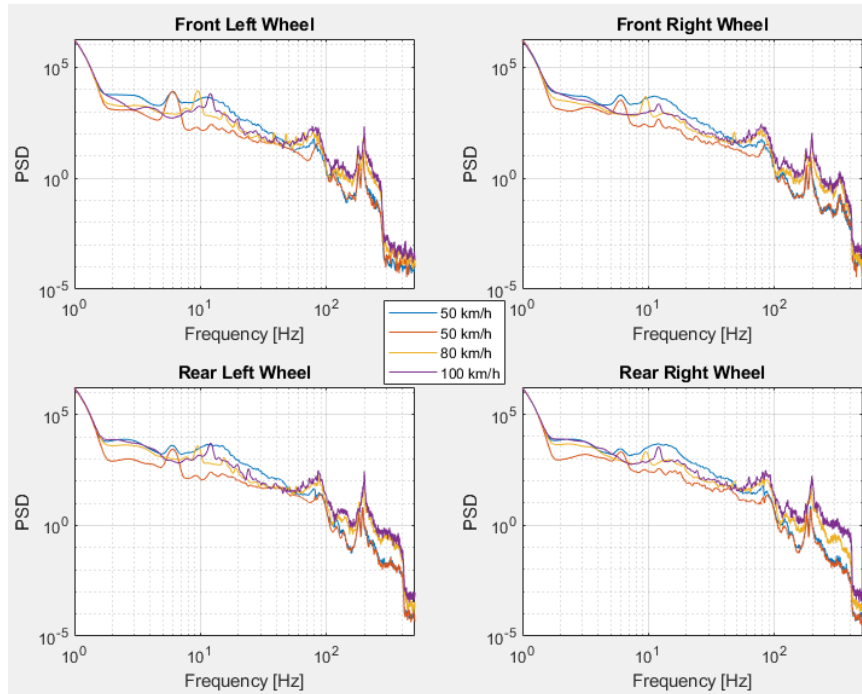 Front Left Wheel
10^5
10^0
10^-5
PSD
10^0
10^1
10^2
Frequency [Hz]
Front Right Wheel
10^5
10^0
10^-5
PSD
10^0
10^1
10^2
Frequency [Hz]
50 km/h
50 km/h
80 km/h
100 km/h
Rear Left Wheel
10^5
10^0
10^-5
PSD
10^0
10^1
10^2
Frequency [Hz]
Rear Right Wheel
10^5
10^0
10^-5
PSD
10^0
10^1
10^2
Frequency [Hz]